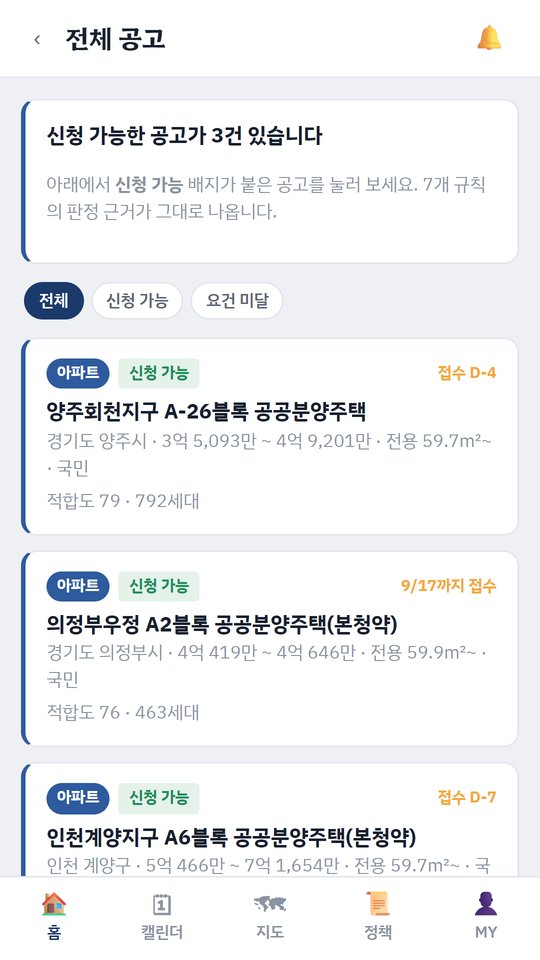 전체 공고
신청 가능한 공고가 3건 있습니다
아래에서 신청 가능 배지가 붙은 공고를 눌러 보세요. 7개 규칙
의 판정 근거가 그대로 나옵니다.
전체 신청 가능 요건 미달
아파트 신청 가능 접수 D-4
양주회천지구 A-26블록 공공분양주택
경기도 양주시 · 3억 5,093만 ~ 4억 9,201만 · 전용 59.7m²~
· 국민
적합도 79 · 792세대
아파트 신청 가능 9/17까지 접수
의정부우정 A2블록 공공분양주택(본청약)
경기도 의정부시 · 4억 419만 ~ 4억 646만 · 전용 59.9m²~ ·
국민
적합도 76 · 463세대
아파트 신청 가능 접수 D-7
인천계양지구 A6블록 공공분양주택(본청약)
인천 계양구 · 5억 466만 ~ 7억 1,654만 · 전용 59.7m²~ · 국
홈 캘린더 지도 정책 MY